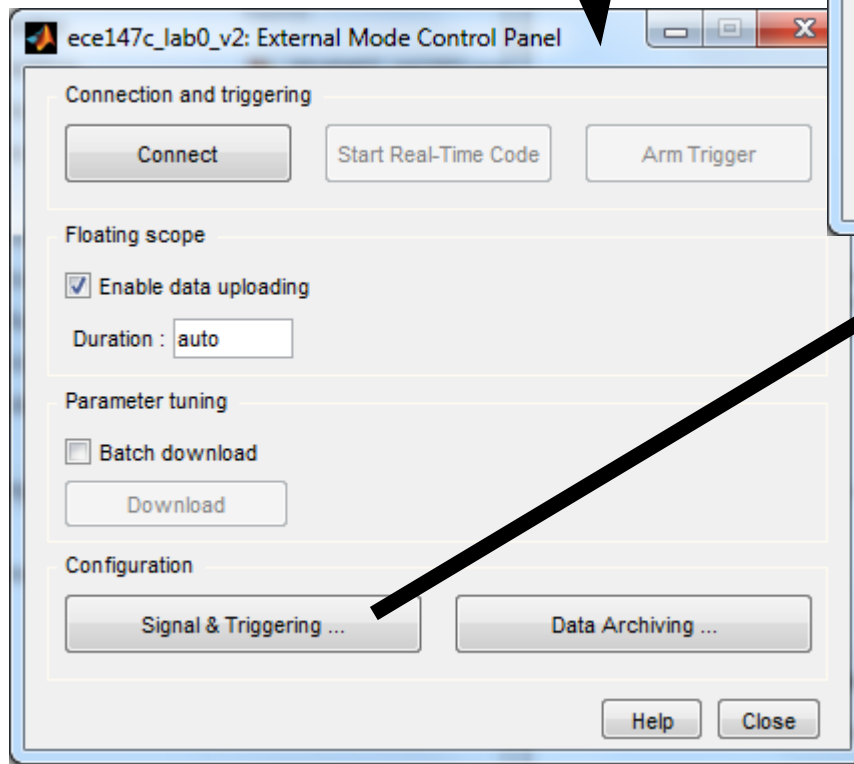 ece147c_lab0_v2: External Mode Control Panel
Connection and triggering
Connect Start Real-Time Code Arm Trigger
Floating scope
Enable data uploading
Duration : auto
Parameter tuning
Batch download
Download
Configuration
Signal & Triggering ... Data Archiving ...
Help Close